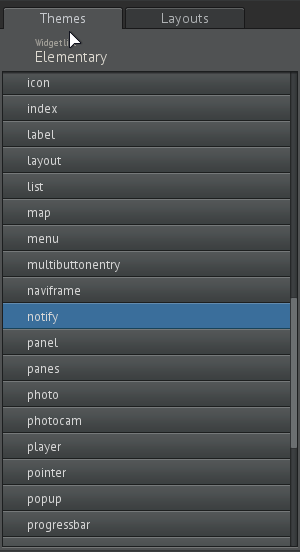 Themes
Layouts
Elementary
icon
index
label
layout
list
map
menu
multibuttonentry
naviframe
notify
panel
panes
photo
photocam
player
pointer
popup
progressbar